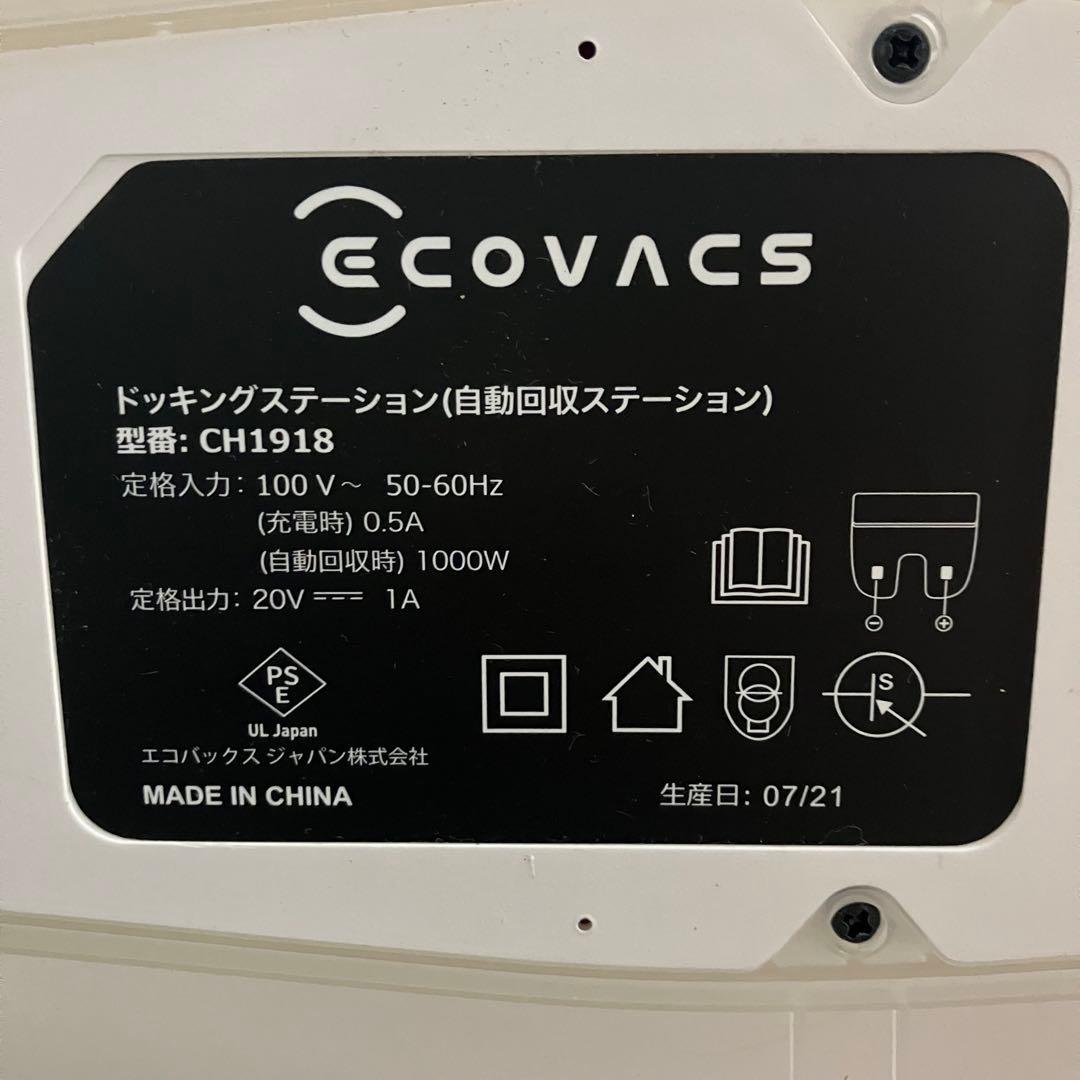 ECOVACS
ドッキングステーション(自動回収ステーション)
型番: CH1918
定格入力: 100 V～ 50-60Hz
(充電時) 0.5A
(自動回収時) 1000W
定格出力: 20V ⎓ 1A
PS
E
UL Japan
エコバックス ジャパン株式会社
MADE IN CHINA
生産日: 07/21
S